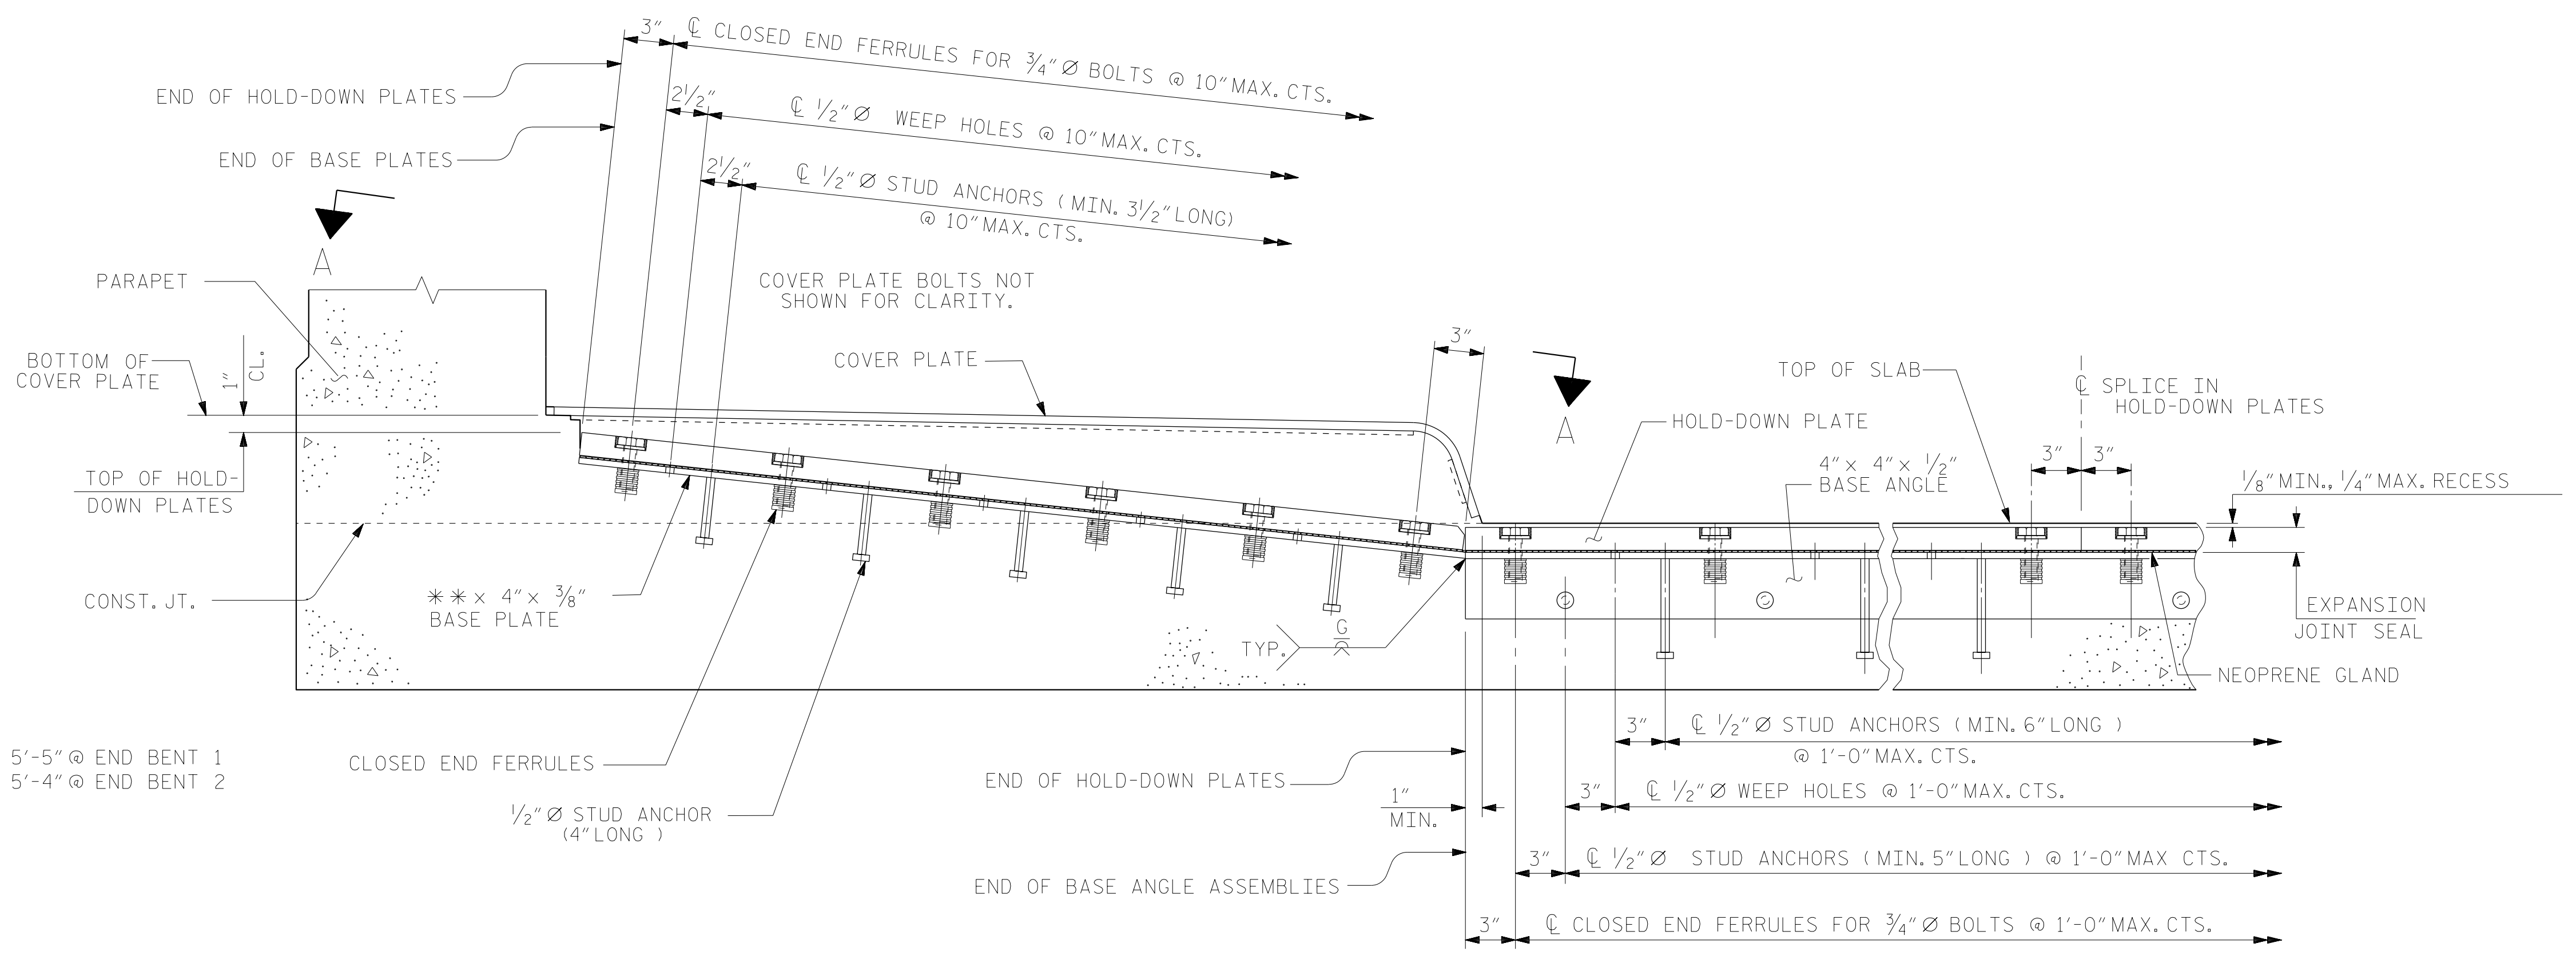 3"
℄ CLOSED END FERRULES FOR 3/4"Ø BOLTS @ 10"MAX. CTS.
END OF HOLD-DOWN PLATES
2 1/2"
℄ 1/2"Ø WEEP HOLES @ 10"MAX. CTS.
END OF BASE PLATES
2 1/2"
℄ 1/2"Ø STUD ANCHORS (MIN. 3 1/2"LONG)
@ 10"MAX. CTS.
A
PARAPET
COVER PLATE BOLTS NOT
SHOWN FOR CLARITY.
BOTTOM OF
COVER PLATE
1"
CL.
COVER PLATE
3"
A
TOP OF SLAB
℄ SPLICE IN
HOLD-DOWN PLATES
HOLD-DOWN PLATE
3"
3"
4"x 4"x 1/2"
BASE ANGLE
1/8"MIN., 1/4"MAX. RECESS
TOP OF HOLD-
DOWN PLATES
CONST. JT.
**x 4"x 3/8"
BASE PLATE
TYP.
G
EXPANSION
JOINT SEAL
NEOPRENE GLAND
5'-5"@ END BENT 1
5'-4"@ END BENT 2
CLOSED END FERRULES
1/2"Ø STUD ANCHOR
(4"LONG )
3"
℄ 1/2"Ø STUD ANCHORS (MIN. 6"LONG )
@ 1'-0"MAX. CTS.
END OF HOLD-DOWN PLATES
1"
MIN.
3"
℄ 1/2"Ø WEEP HOLES @ 1'-0"MAX. CTS.
3"
℄ 1/2"Ø STUD ANCHORS (MIN. 5"LONG ) @ 1'-0"MAX CTS.
END OF BASE ANGLE ASSEMBLIES
3"
℄ CLOSED END FERRULES FOR 3/4"Ø BOLTS @ 1'-0"MAX. CTS.